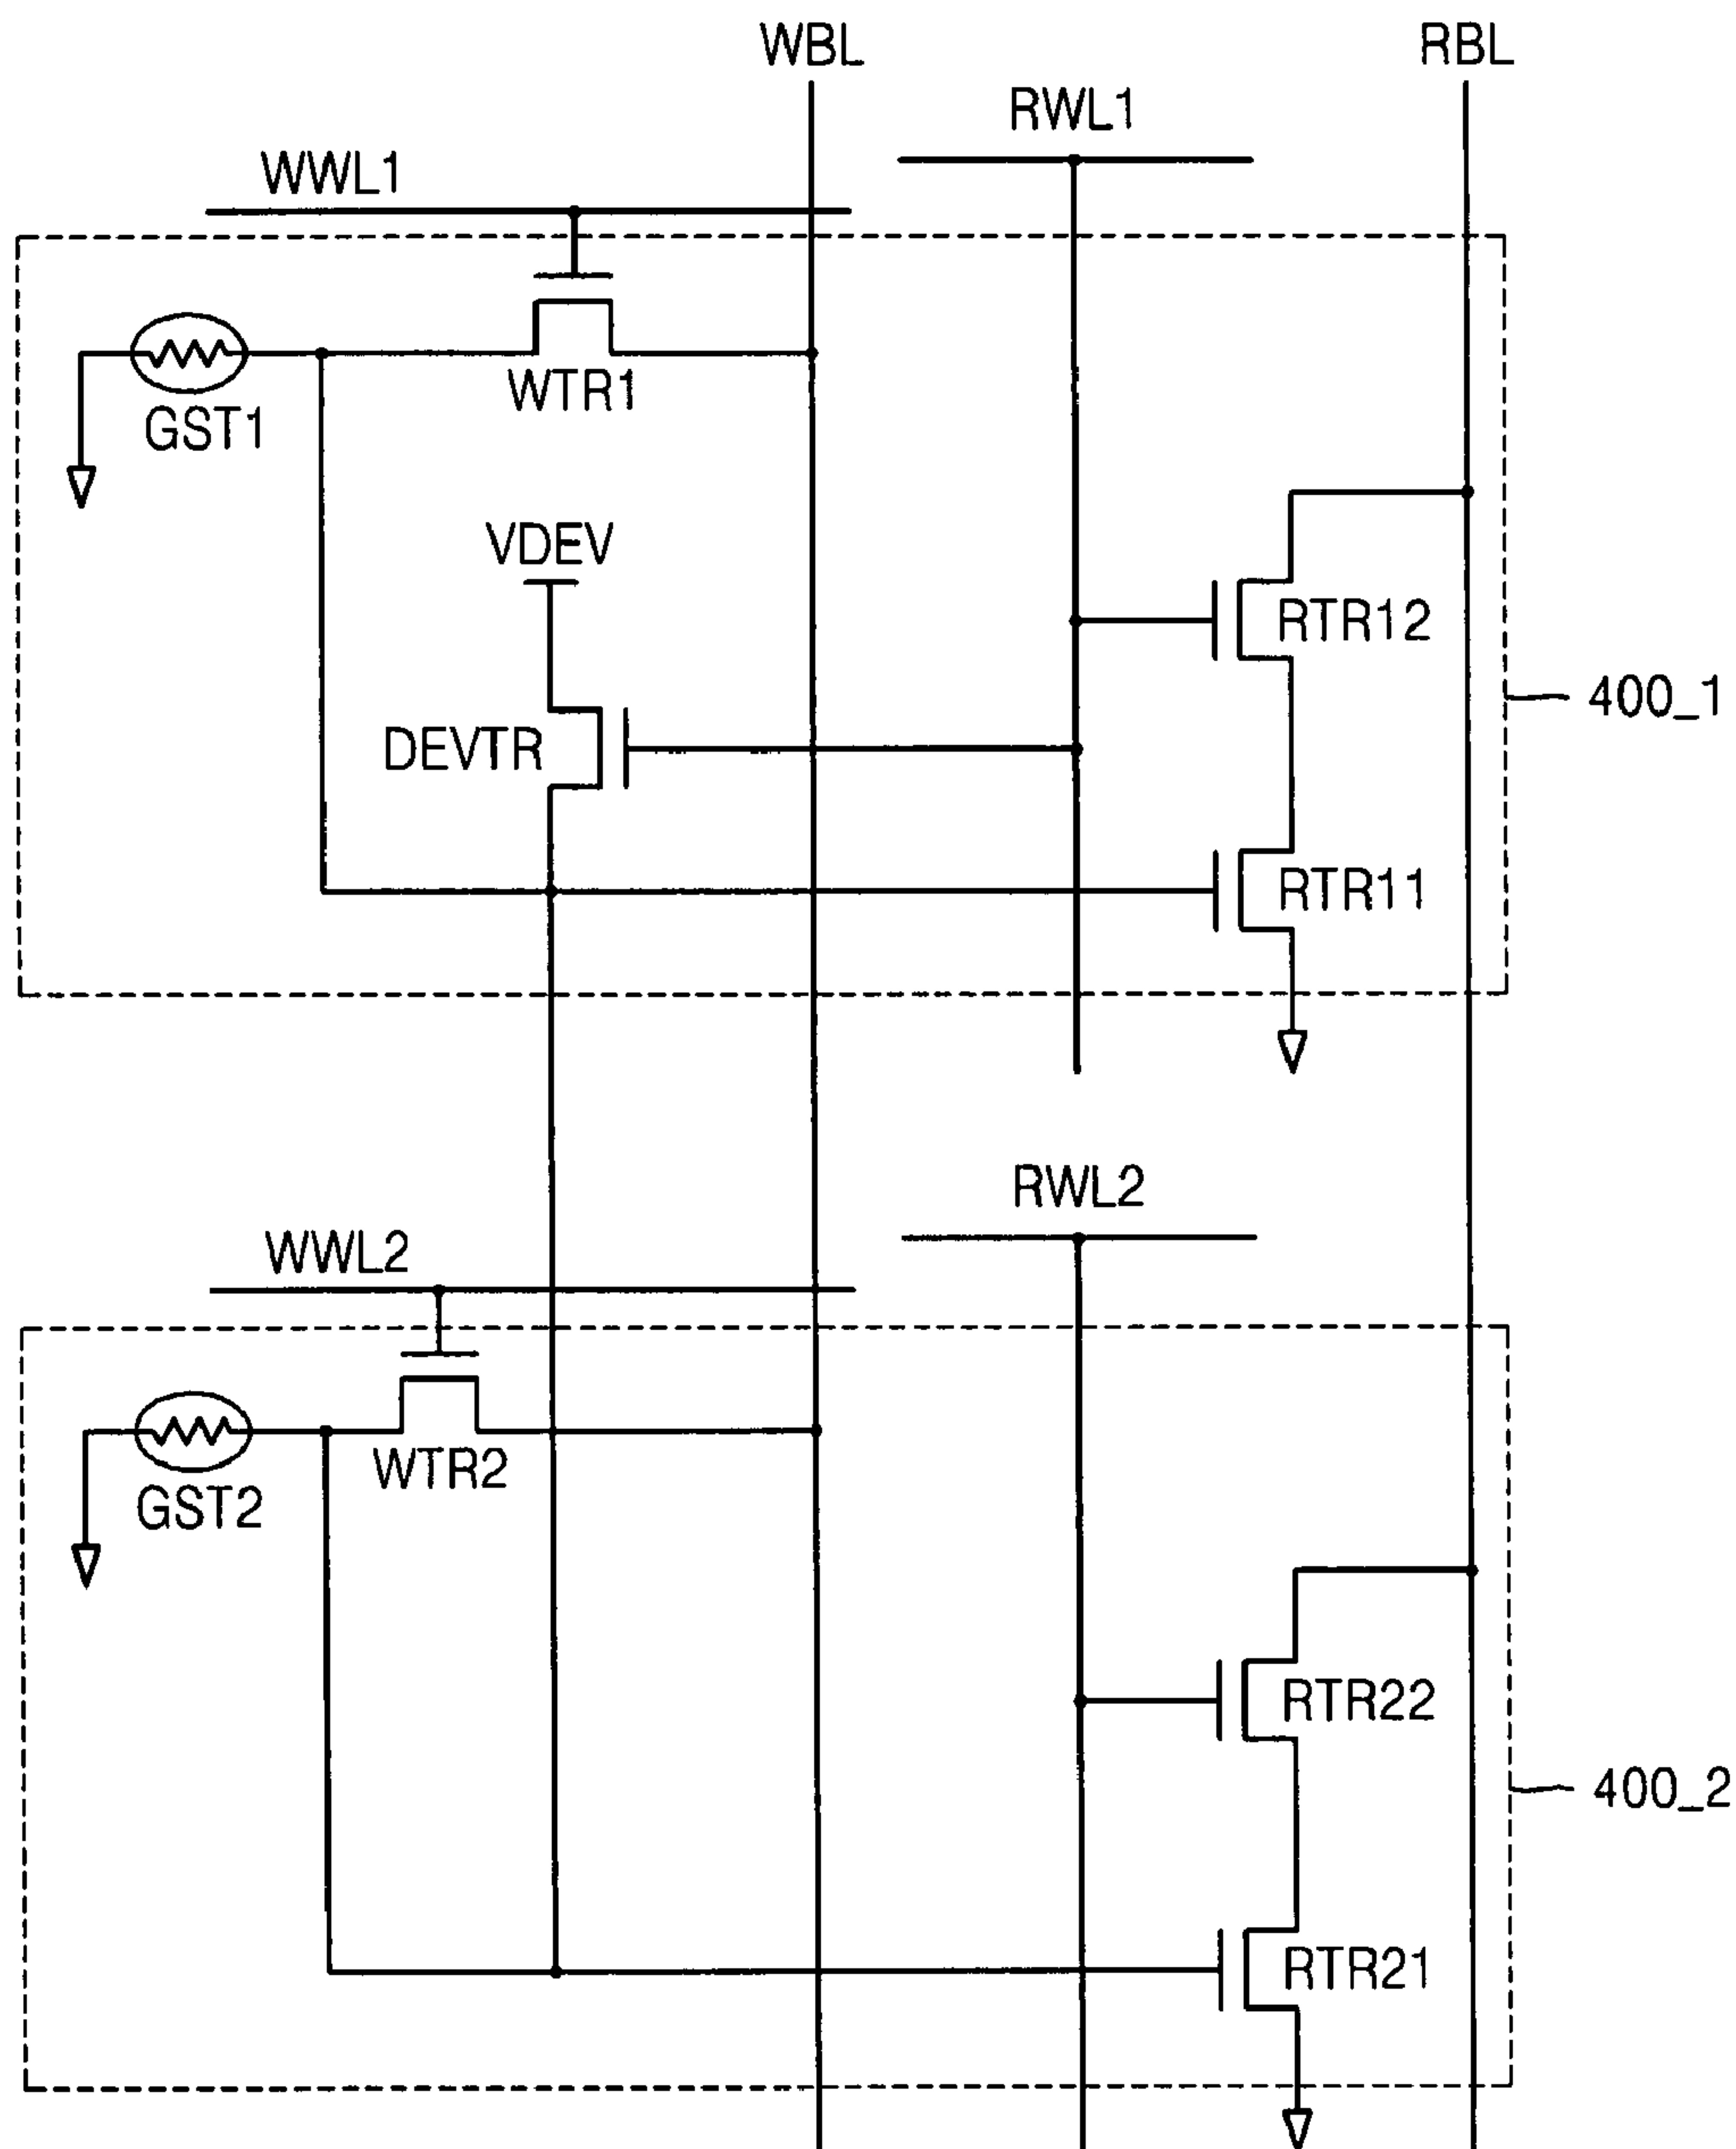 WBL
RBL
RWL1
WWL1
WTR1
GST1
VDEV
RTR12
400_1
DEVTR
RTR11
RWL2
WWL2
WTR2
GST2
RTR22
400_2
RTR21